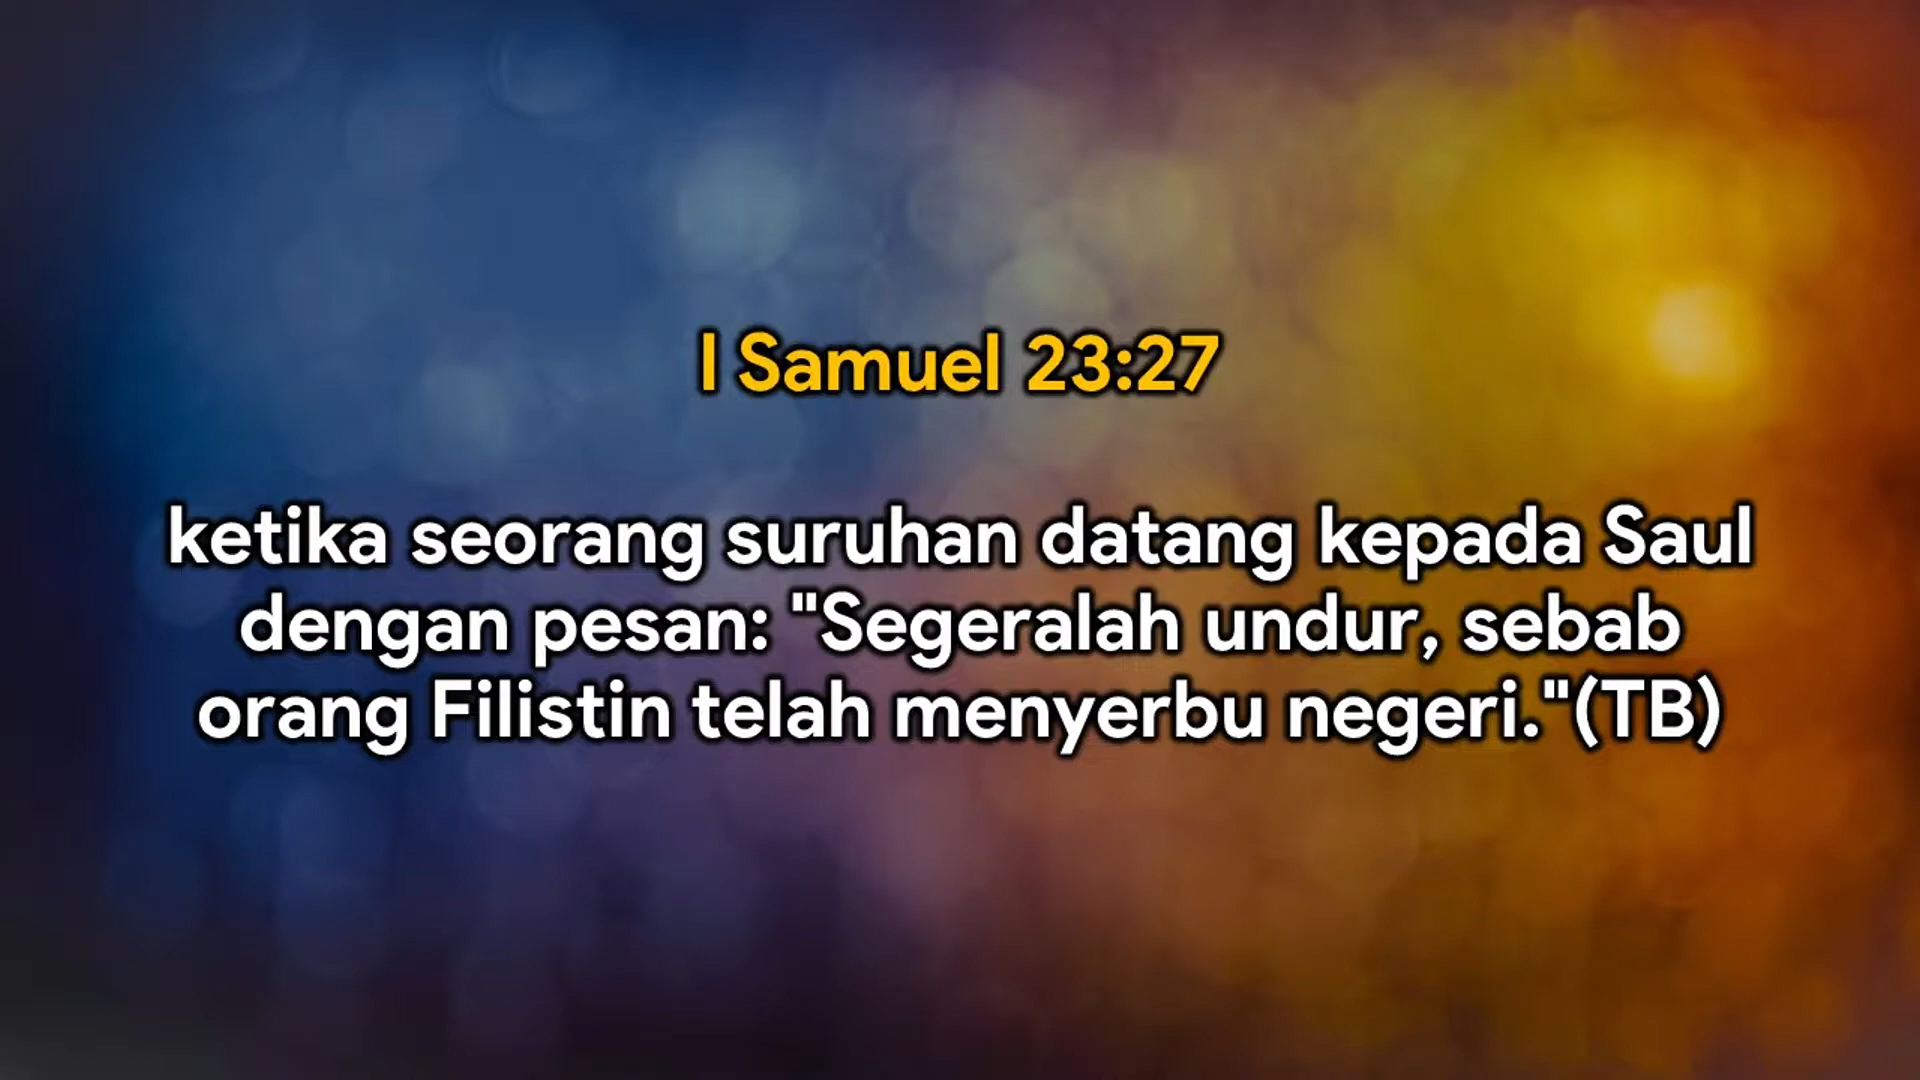 I Samuel 23:27
ketika seorang suruhan datang kepada Saul
dengan pesan: "Segeralah undur, sebab
orang Filistin telah menyerbu negeri."(TB)